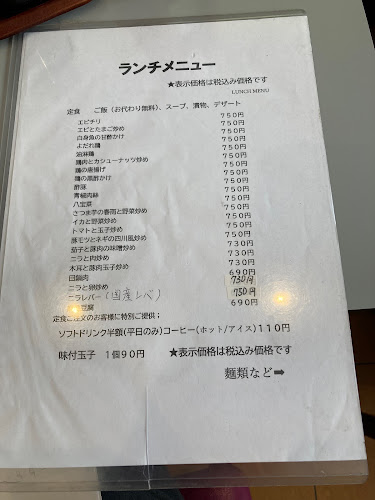 ランチメニュー
★表示価格は税込み価格です
LUNCH MENU
定食 ご飯(お代わり無料)、スープ、漬物、デザート
エビチリ 750円
エビとたまご炒め 750円
白身魚の甘酢かけ 750円
よだれ鶏 750円
油淋鶏 750円
鶏肉とカシューナッツ炒め 750円
鶏の唐揚げ 750円
鶏の黒酢かけ 750円
酢豚 750円
青椒肉絲 750円
八宝菜 750円
さつま芋の春雨と野菜炒め 750円
イカと野菜炒め 750円
トマトと玉子炒め 750円
豚モツとネギの四川風炒め 750円
茄子と豚肉の味噌炒め 730円
ニラと肉炒め 730円
木耳と豚肉玉子炒め 730円
回鍋肉 690円
ニラと卵炒め 730円
ニラレバー(国産レバ) 730円
豆腐 690円
定食ご注文のお客様に特別ご提供;
ソフトドリンク半額(平日のみ)コーヒー(ホット/アイス)110円
味付玉子 1個90円 ★表示価格は税込み価格です
麺類など➡